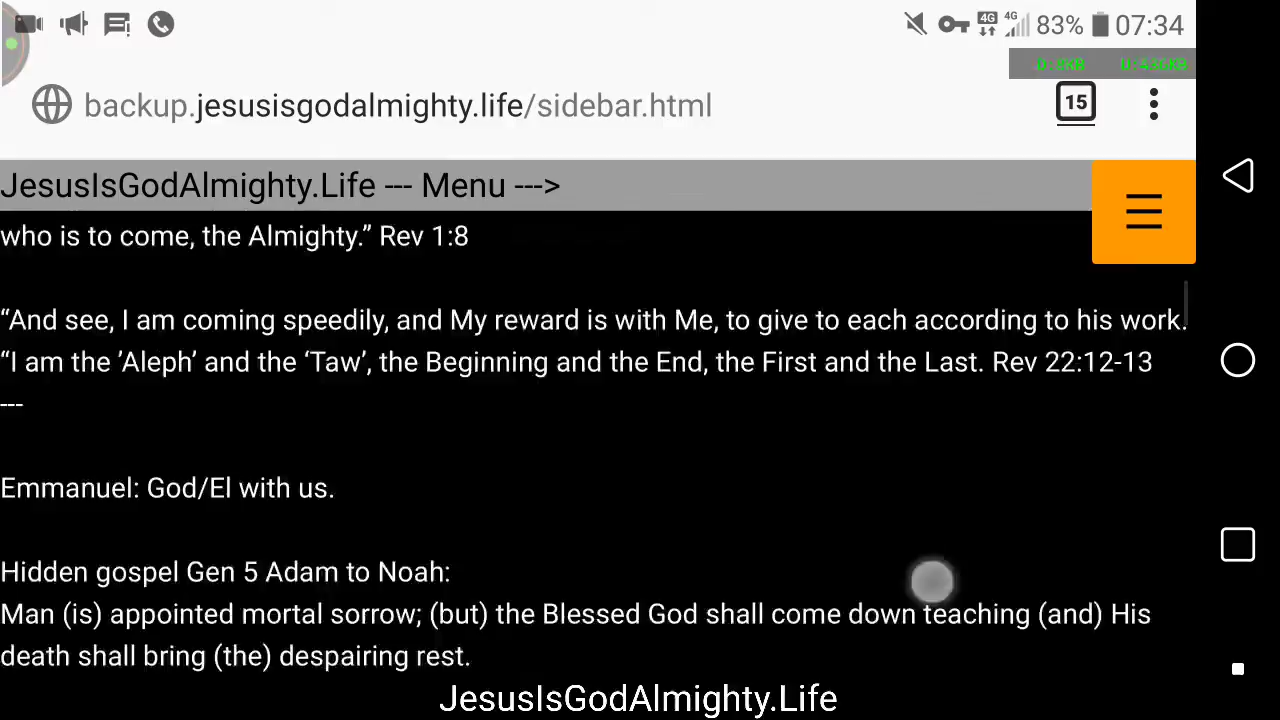 83% 07:34
backup.jesusisgodalmighty.life/sidebar.html
15
JesusIsGodAlmighty.Life --- Menu --->
who is to come, the Almighty.” Rev 1:8
“And see, I am coming speedily, and My reward is with Me, to give to each according to his work.
“I am the ’Aleph’ and the ‘Taw’, the Beginning and the End, the First and the Last. Rev 22:12-13
---
Emmanuel: God/El with us.
Hidden gospel Gen 5 Adam to Noah:
Man (is) appointed mortal sorrow; (but) the Blessed God shall come down teaching (and) His
death shall bring (the) despairing rest.
JesusIsGodAlmighty.Life